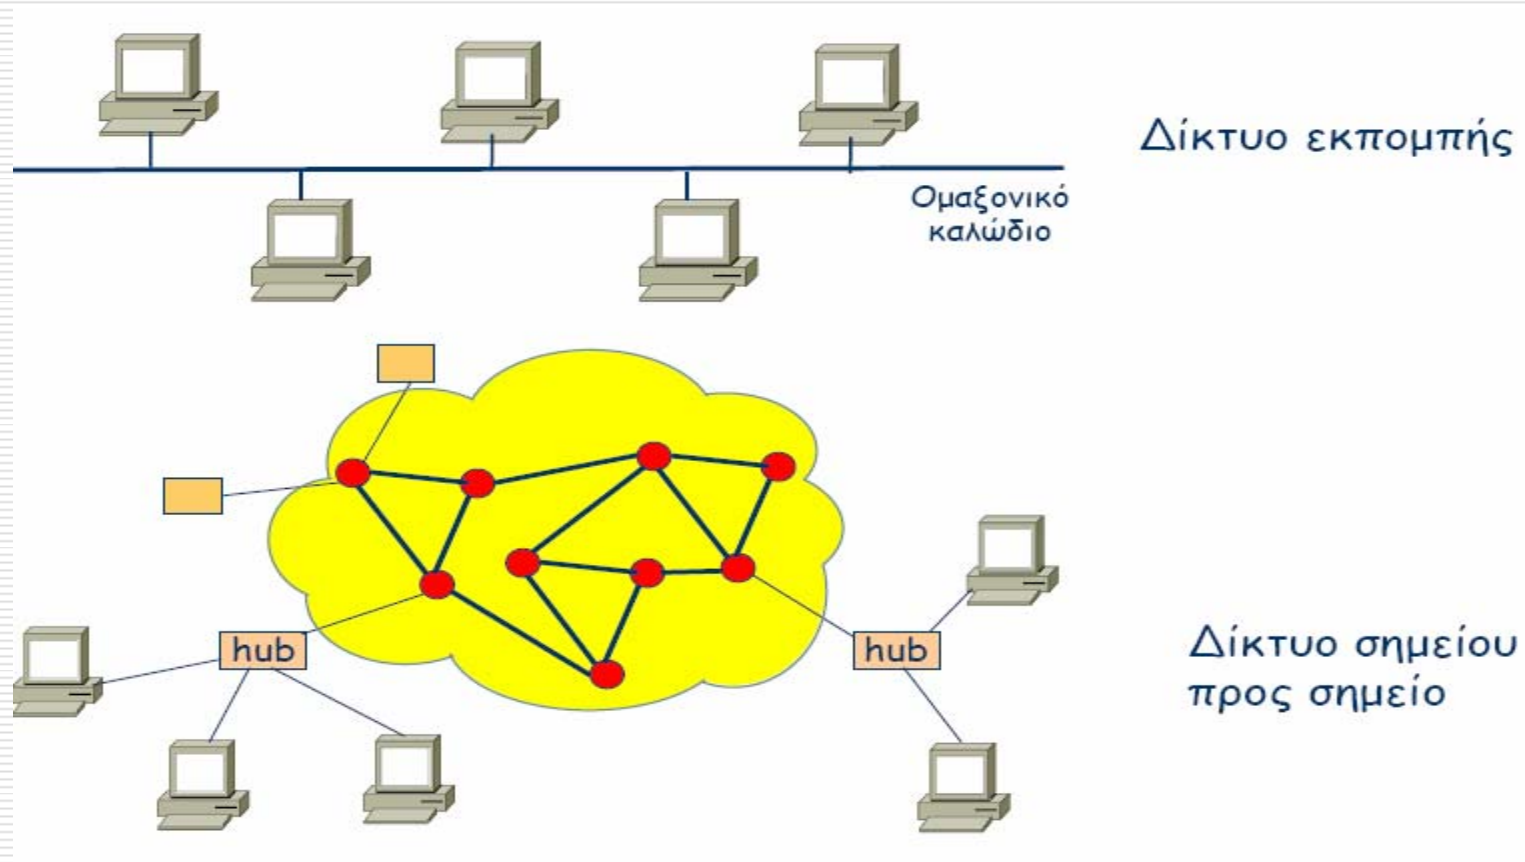 Δίκτυο εκπομπής
Ομαξονικό
καλώδιο
hub
hub
Δίκτυο σημείου
προς σημείο